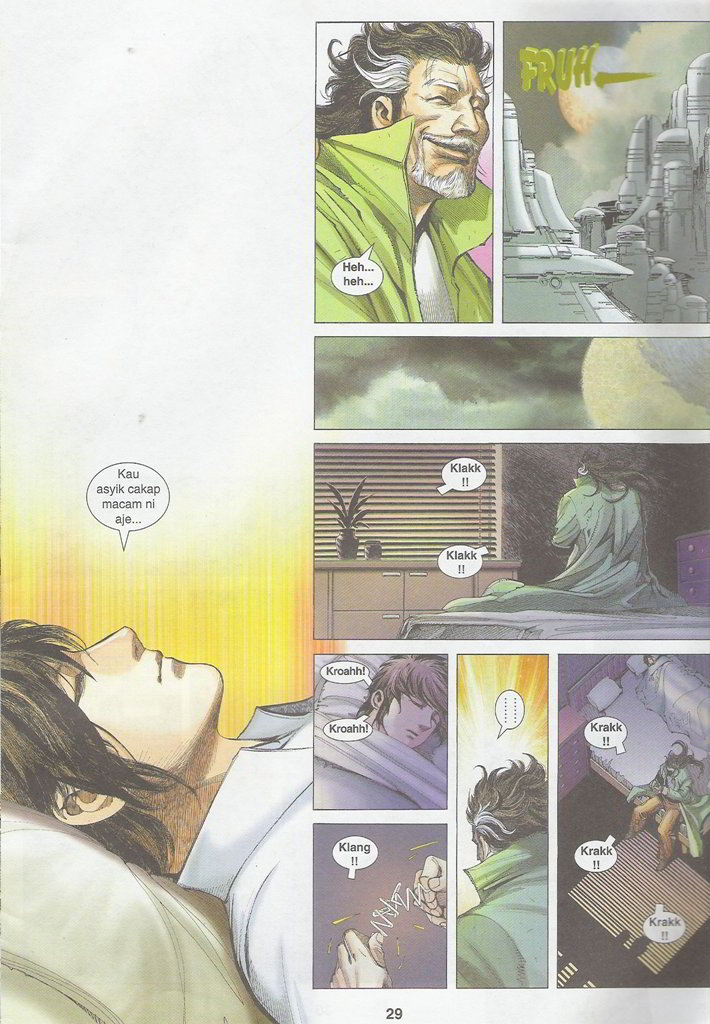 Heh...
heh...
FRUH
Kau
asyik cakap
macam ni
aje...
Klakk
!!
Klakk
!!
Kroahh!
Kroahh!
Klang
!!
Krakk
!!
Krakk
!!
Krakk
!!
29